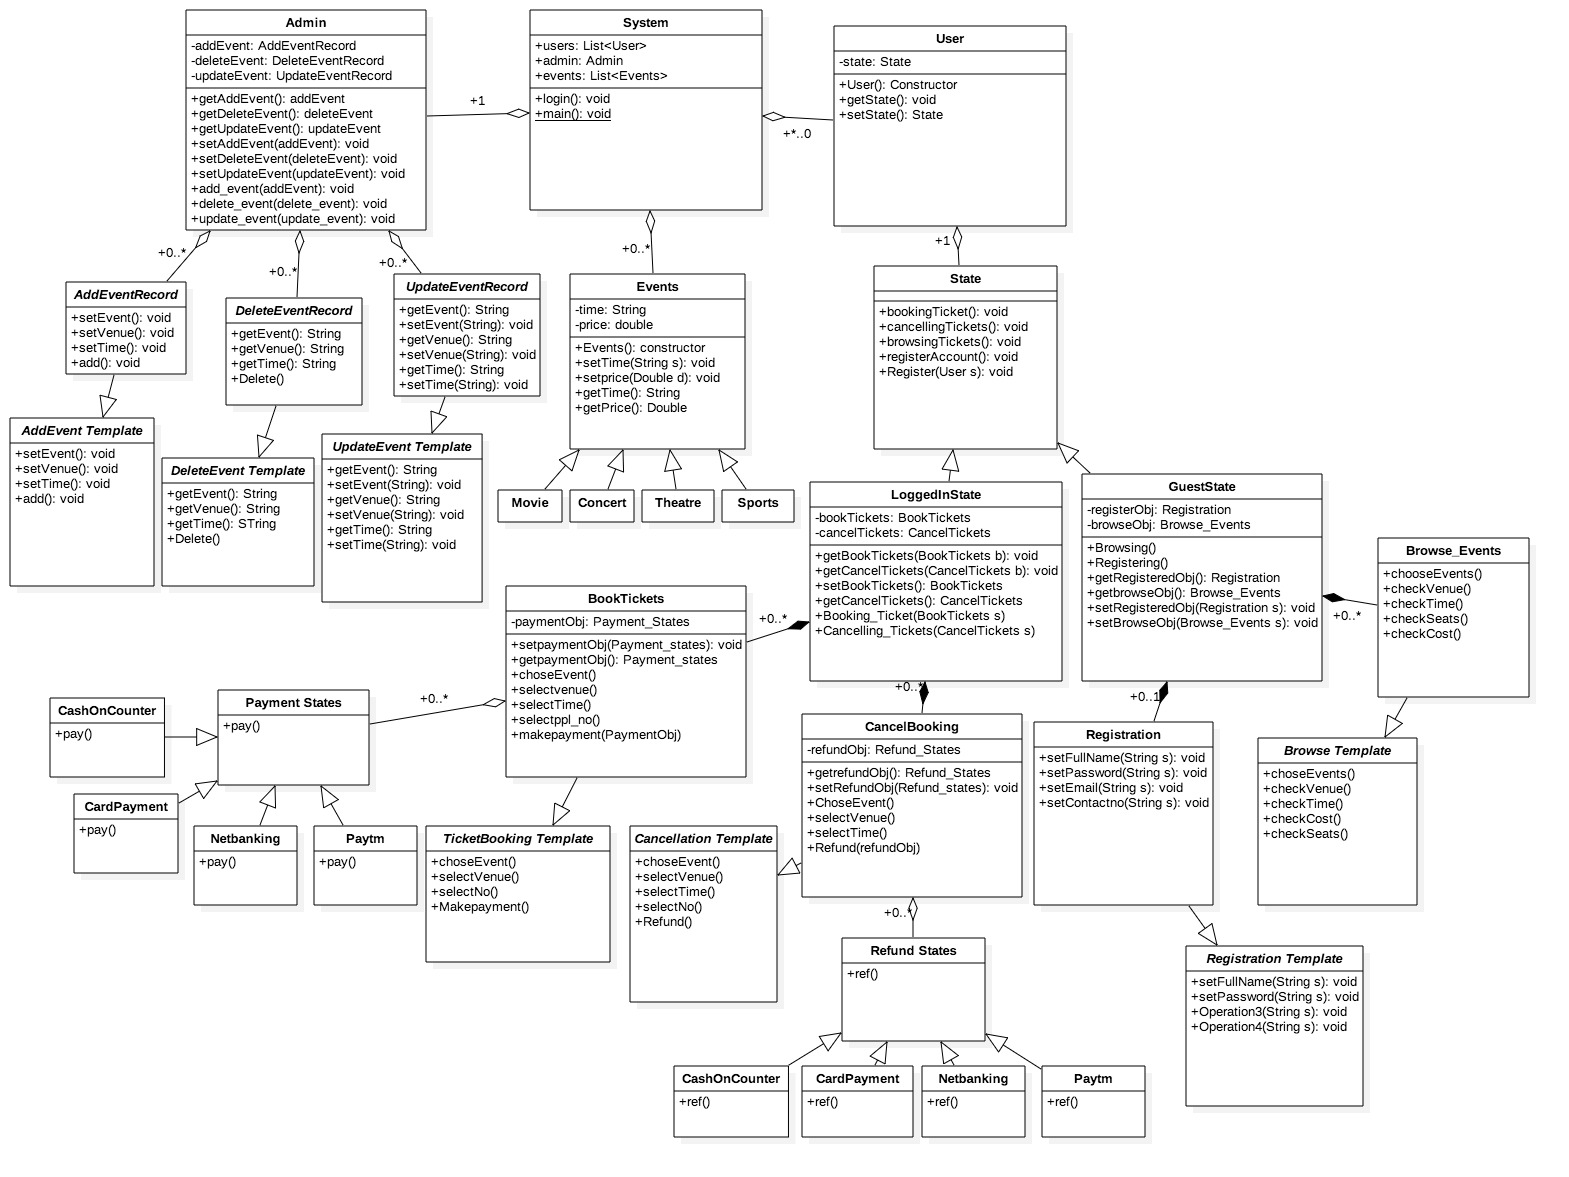 Admin
-addEvent: AddEventRecord
-deleteEvent: DeleteEventRecord
-updateEvent: UpdateEventRecord
+getAddEvent(): addEvent
+getDeleteEvent(): deleteEvent
+getUpdateEvent(): updateEvent
+setAddEvent(addEvent): void
+setDeleteEvent(deleteEvent): void
+setUpdateEvent(updateEvent): void
+add_event(addEvent): void
+delete_event(delete_event): void
+update_event(update_event): void
+1
System
+users: List<User>
+admin: Admin
+events: List<Events>
+login(): void
+main(): void
+*..0
User
-state: State
+User(): Constructor
+getState(): void
+setState(): State
+0..*
+0..*
+0..*
+0..*
+1
AddEventRecord
+setEvent(): void
+setVenue(): void
+setTime(): void
+add(): void
DeleteEventRecord
+getEvent(): String
+getVenue(): String
+getTime(): String
+Delete()
UpdateEventRecord
+getEvent(): String
+setEvent(String): void
+getVenue(): String
+setVenue(String): void
+getTime(): String
+setTime(String): void
Events
-time: String
-price: double
+Events(): constructor
+setTime(String s): void
+setprice(Double d): void
+getTime(): String
+getPrice(): Double
State
+bookingTicket(): void
+cancellingTickets(): void
+browsingTickets(): void
+registerAccount(): void
+Register(User s): void
AddEvent Template
+setEvent(): void
+setVenue(): void
+setTime(): void
+add(): void
DeleteEvent Template
+getEvent(): String
+getVenue(): String
+getTime(): STring
+Delete()
UpdateEvent Template
+getEvent(): String
+setEvent(String): void
+getVenue(): String
+setVenue(String): void
+getTime(): String
+setTime(String): void
Movie
Concert
Theatre
Sports
LoggedInState
-bookTickets: BookTickets
-cancelTickets: CancelTickets
+getBookTickets(BookTickets b): void
+getCancelTickets(CancelTickets b): void
+setBookTickets(): BookTickets
+getCancelTickets(): CancelTickets
+Booking_Ticket(BookTickets s)
+Cancelling_Tickets(CancelTickets s)
GuestState
-registerObj: Registration
-browseObj: Browse_Events
+Browsing()
+Registering()
+getRegisteredObj(): Registration
+getbrowseObj(): Browse_Events
+setRegisteredObj(Registration s): void
+setBrowseObj(Browse_Events s): void
+0..*
Browse_Events
+chooseEvents()
+checkVenue()
+checkTime()
+checkSeats()
+checkCost()
BookTickets
-paymentObj: Payment_States
+setpaymentObj(Payment_states): void
+getpaymentObj(): Payment_states
+choseEvent()
+selectvenue()
+selectTime()
+selectppl_no()
+makepayment(PaymentObj)
+0..*
+0..*
+0..*
+0..1
CashOnCounter
+pay()
Payment States
+pay()
CardPayment
+pay()
Netbanking
+pay()
Paytm
+pay()
TicketBooking Template
+choseEvent()
+selectVenue()
+selectNo()
+Makepayment()
Cancellation Template
+choseEvent()
+selectVenue()
+selectTime()
+selectNo()
+Refund()
CancelBooking
-refundObj: Refund_States
+getrefundObj(): Refund_States
+setRefundObj(Refund_states): void
+ChoseEvent()
+selectVenue()
+selectTime()
+Refund(refundObj)
Registration
+setFullName(String s): void
+setPassword(String s): void
+setEmail(String s): void
+setContactno(String s): void
Browse Template
+choseEvents()
+checkVenue()
+checkTime()
+checkCost()
+checkSeats()
+0..*
Refund States
+ref()
Registration Template
+setFullName(String s): void
+setPassword(String s): void
+Operation3(String s): void
+Operation4(String s): void
CashOnCounter
+ref()
CardPayment
+ref()
Netbanking
+ref()
Paytm
+ref()